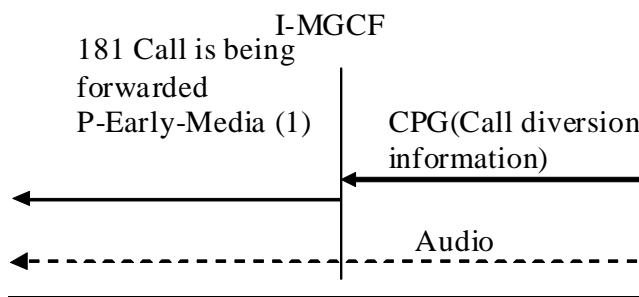 I-MGCF
181 Call is being
forwarded
P-Early-Media (1)
CPG(Call diversion
information)
Audio